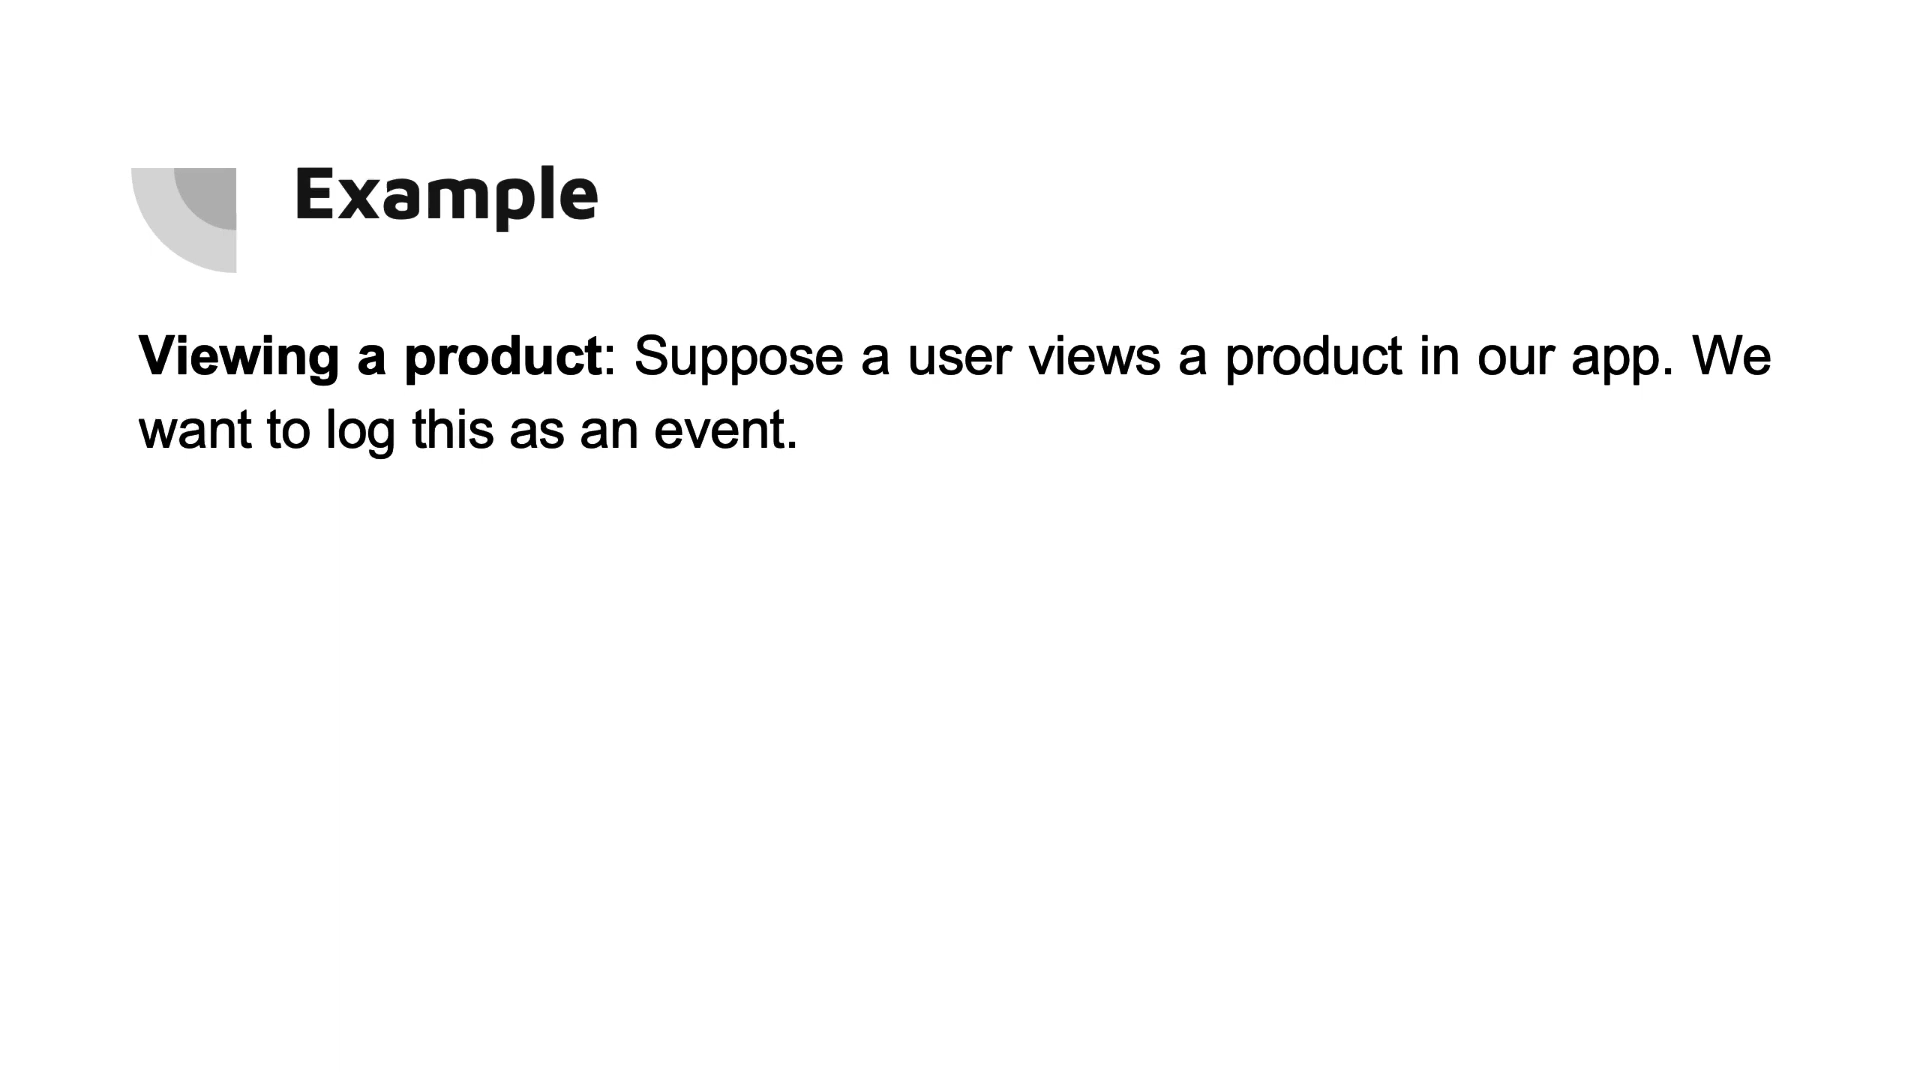 Example
Viewing a product: Suppose a user views a product in our app. We
want to log this as an event.